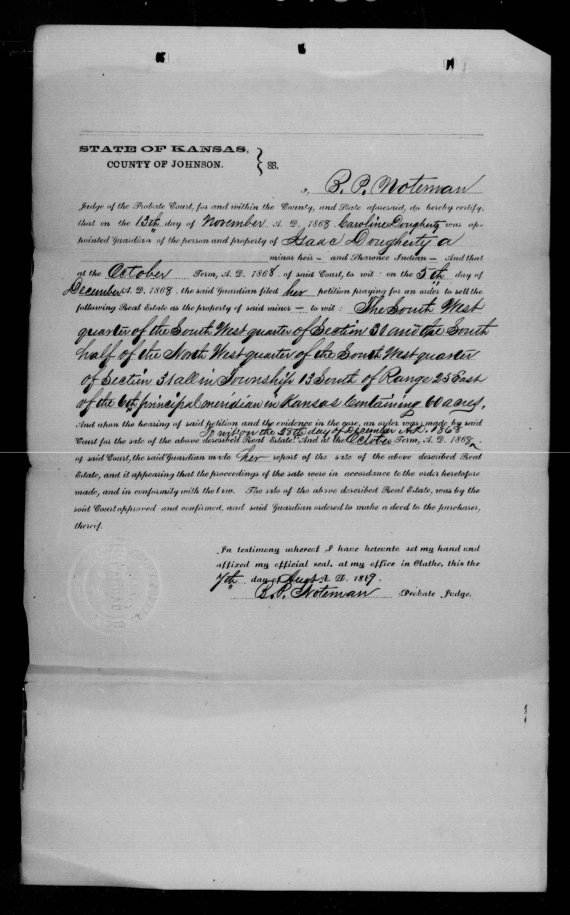 STATE OF KANSAS,
COUNTY OF JOHNSON. } ss.
I, B. P. Noteman
Judge of the Probate Court, for and within the County, and State aforesaid, do hereby certify,
that on the 13th day of November A. D. 1868 Caroline Dougherty was ap-
pointed Guardian of the person and property of Isaac Dougherty a
minor heir — and Shawnee Indian — And that
at the October Term, A. D. 1868. of said Court, to wit: on the 5th day of
December A. D. 1868. the said Guardian filed her petition praying for an order to sell the
following Real Estate as the property of said minor — to wit: The South West
quarter of the South West quarter of Section 31 and the South
half of the North West quarter of the South West quarter
of Section 31 all in Township 13 South of Range 25 East
of the 6th principal meridian in Kansas Containing 60 acres.
And upon the hearing of said petition and the evidence in the case, an order was made by said
Court for the sale of the above described Real Estate. And at the October Term, A. D. 1868
To wit on the day of December A.D. 1868
of said Court, the said Guardian made her report of the sale of the above described Real
Estate, and it appearing that the proceedings of the sale were in accordance to the order heretofore
made, and in conformity with the law. The sale of the above described Real Estate, was by the
said Court approved and confirmed, and said Guardian ordered to make a deed to the purchaser,
thereof.
In testimony whereof I have hereunto set my hand and
affixed my official seal, at my office in Olathe, this the
7th day of Augt A. D. 1869.
B. P. Noteman Probate Judge.